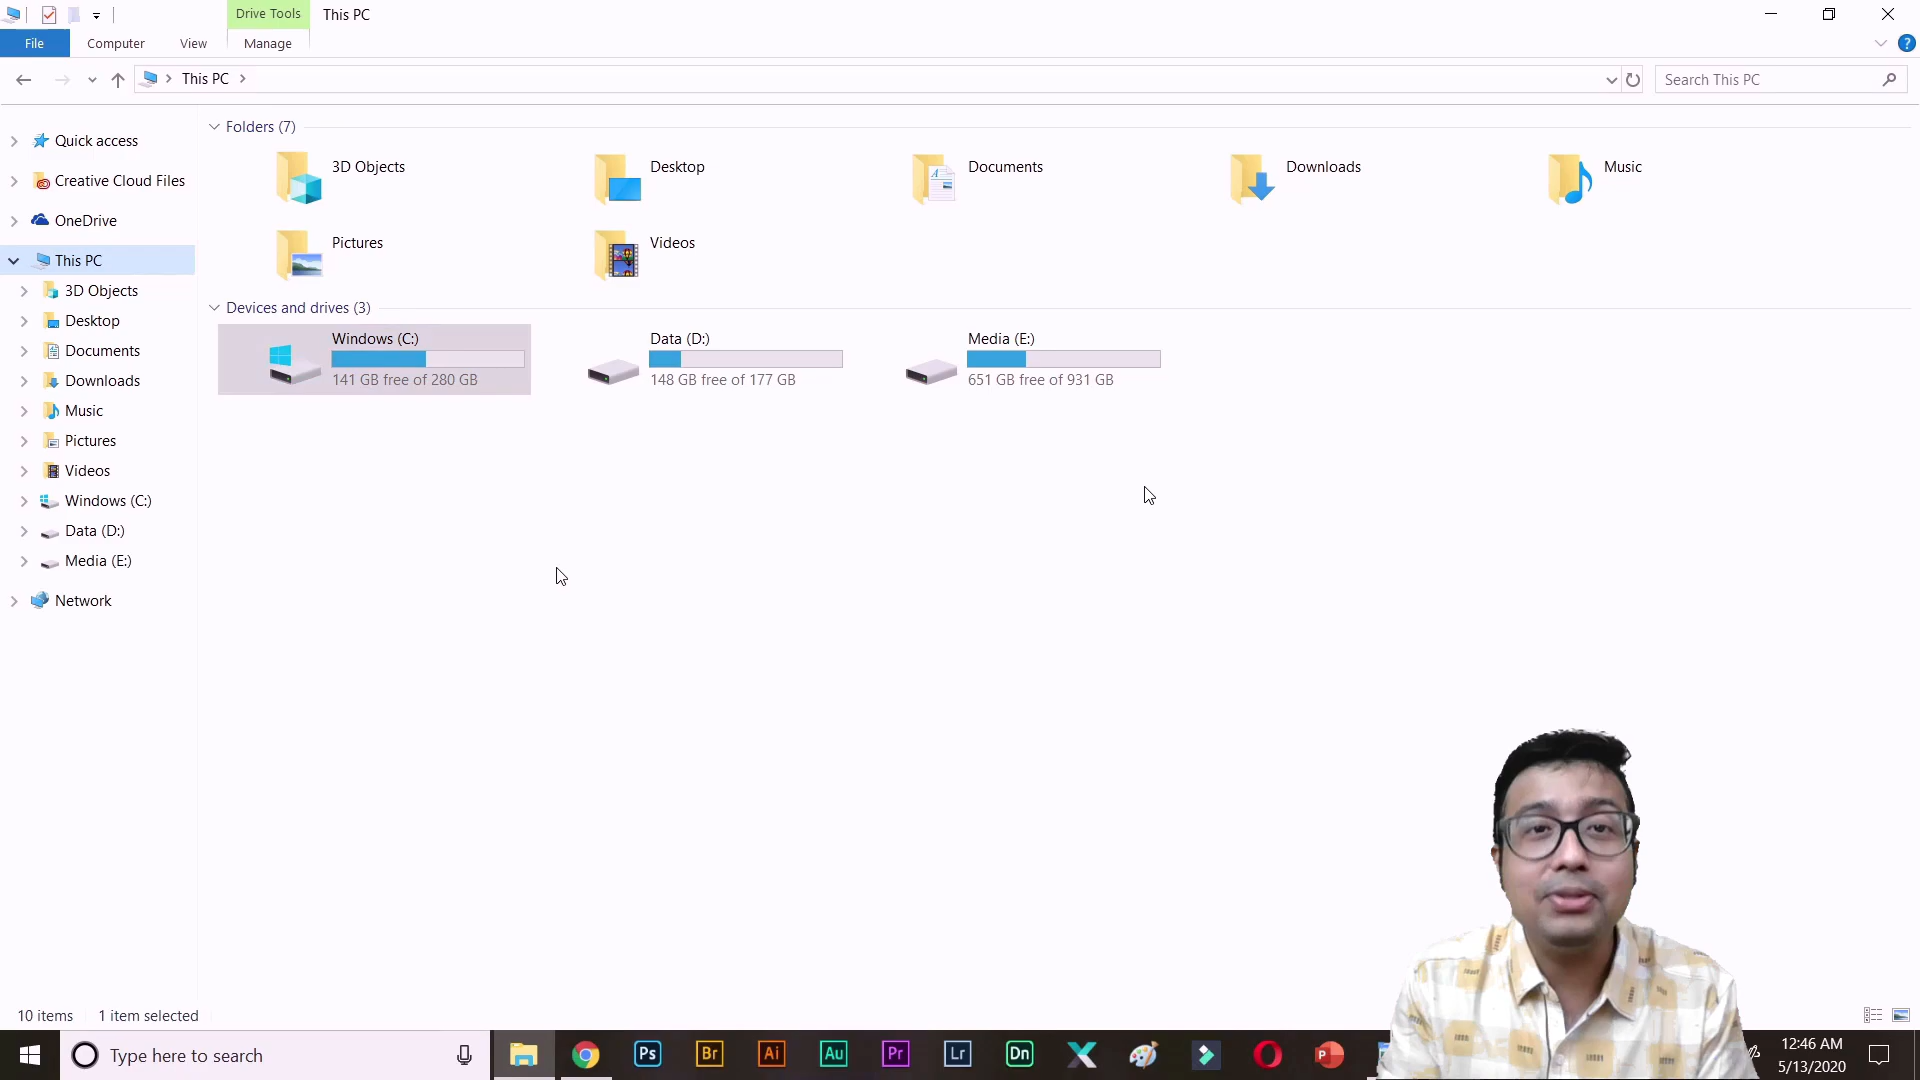 Drive Tools
This PC
File
Computer
View
Manage
This PC
Search This PC
Quick access
Creative Cloud Files
OneDrive
This PC
3D Objects
Desktop
Documents
Downloads
Music
Pictures
Videos
Windows (C:)
Data (D:)
Media (E:)
Network
Folders (7)
3D Objects
Desktop
Documents
Downloads
Music
Pictures
Videos
Devices and drives (3)
Windows (C:)
141 GB free of 280 GB
Data (D:)
148 GB free of 177 GB
Media (E:)
651 GB free of 931 GB
10 items
1 item selected
Type here to search
Ps
Br
Ai
Au
Pr
Lr
Dn
12:46 AM
5/13/2020